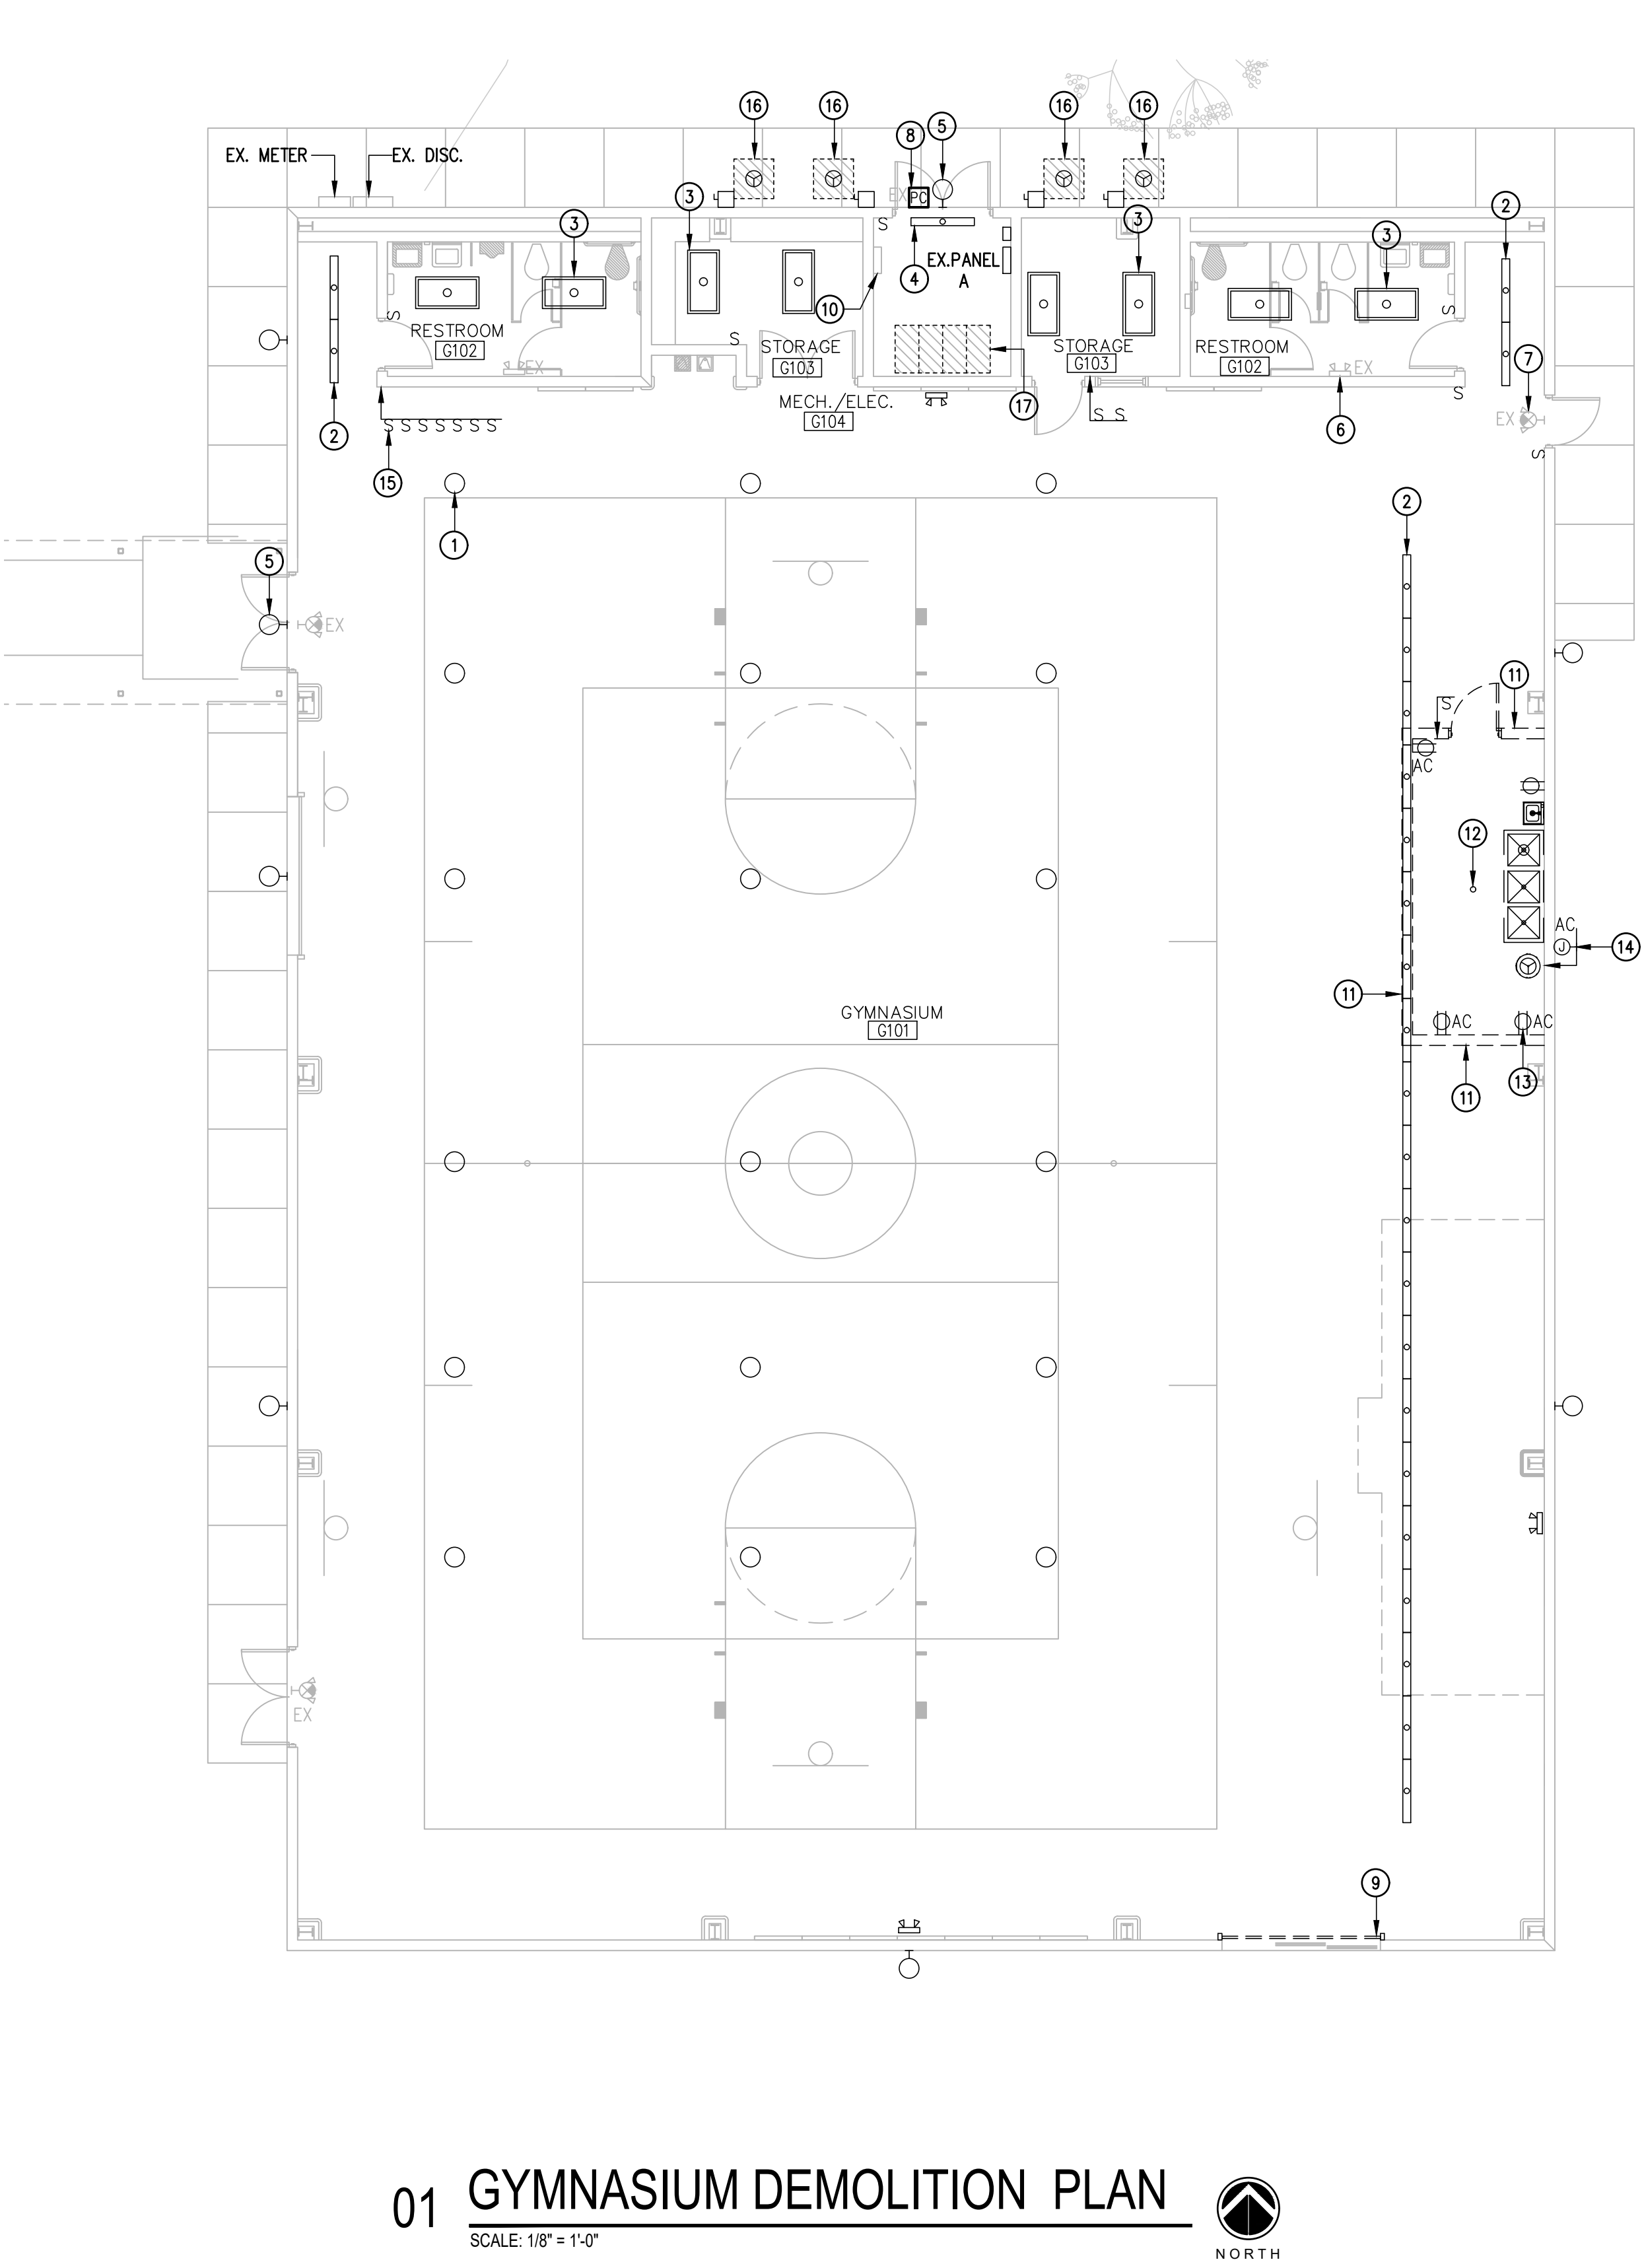 16
16
16
16
8
5
EX. METER
EX. DISC.
EX
PC
3
3
3
3
2
S
4
EX.PANEL
A
10
S
S
RESTROOM
G102
S
STORAGE
G103
STORAGE
G103
RESTROOM
G102
7
EX
EX
MECH./ELEC.
G104
17
S
2
S S S S S S S
S S
6
EX
S
15
2
1
5
EX
11
S
AC
12
AC
J
14
11
GYMNASIUM
G101
AC
AC
13
11
EX
9
01 GYMNASIUM DEMOLITION PLAN
SCALE: 1/8" = 1'-0"
NORTH